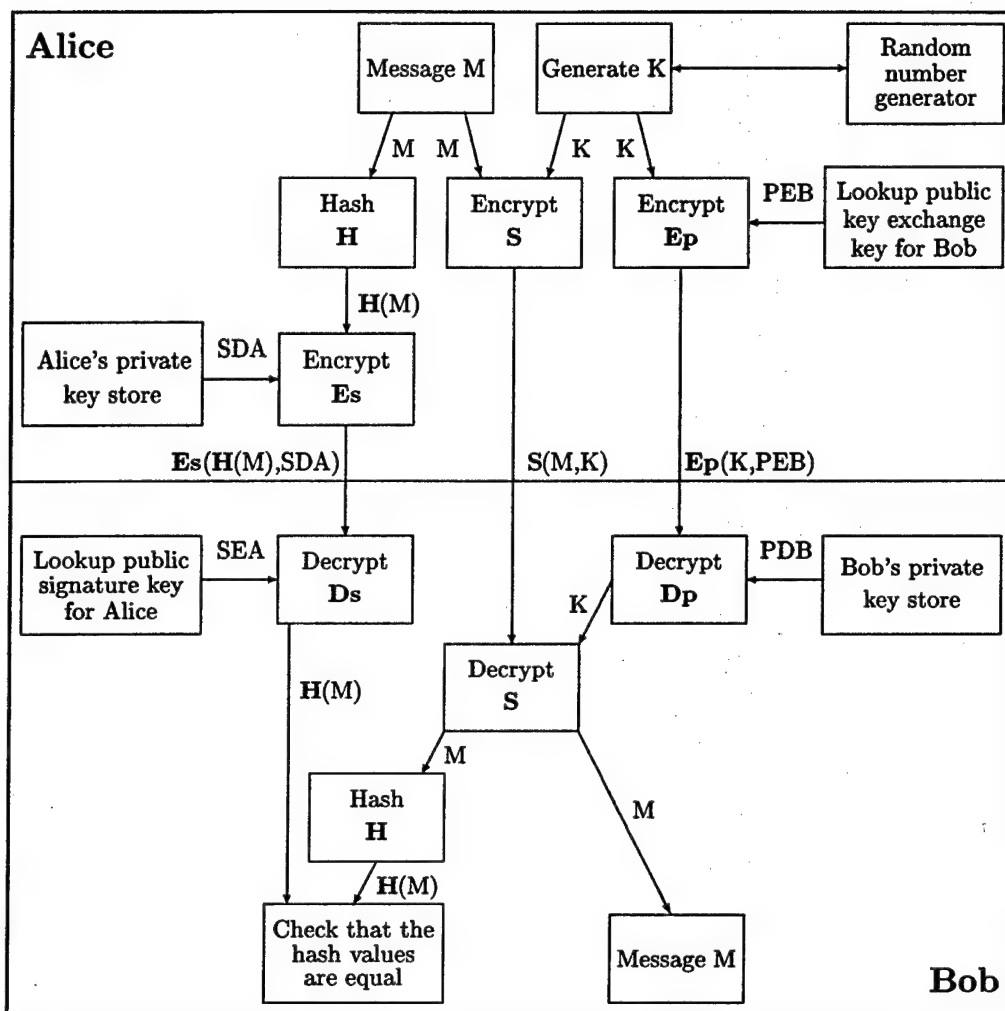 Alice
Message M
Generate K
Random
number
generator
M
M
K
K
Hash
H
Encrypt
S
Encrypt
Ep
PEB
Lookup public
key exchange
key for Bob
H(M)
Alice's private
key store
SDA
Encrypt
Es
Es(H(M),SDA)
S(M,K)
Ep(K,PEB)
Lookup public
signature key
for Alice
SEA
Decrypt
Ds
Decrypt
Dp
PDB
Bob's private
key store
K
H(M)
Decrypt
S
M
Hash
H
M
H(M)
Check that the
hash values
are equal
Message M
Bob